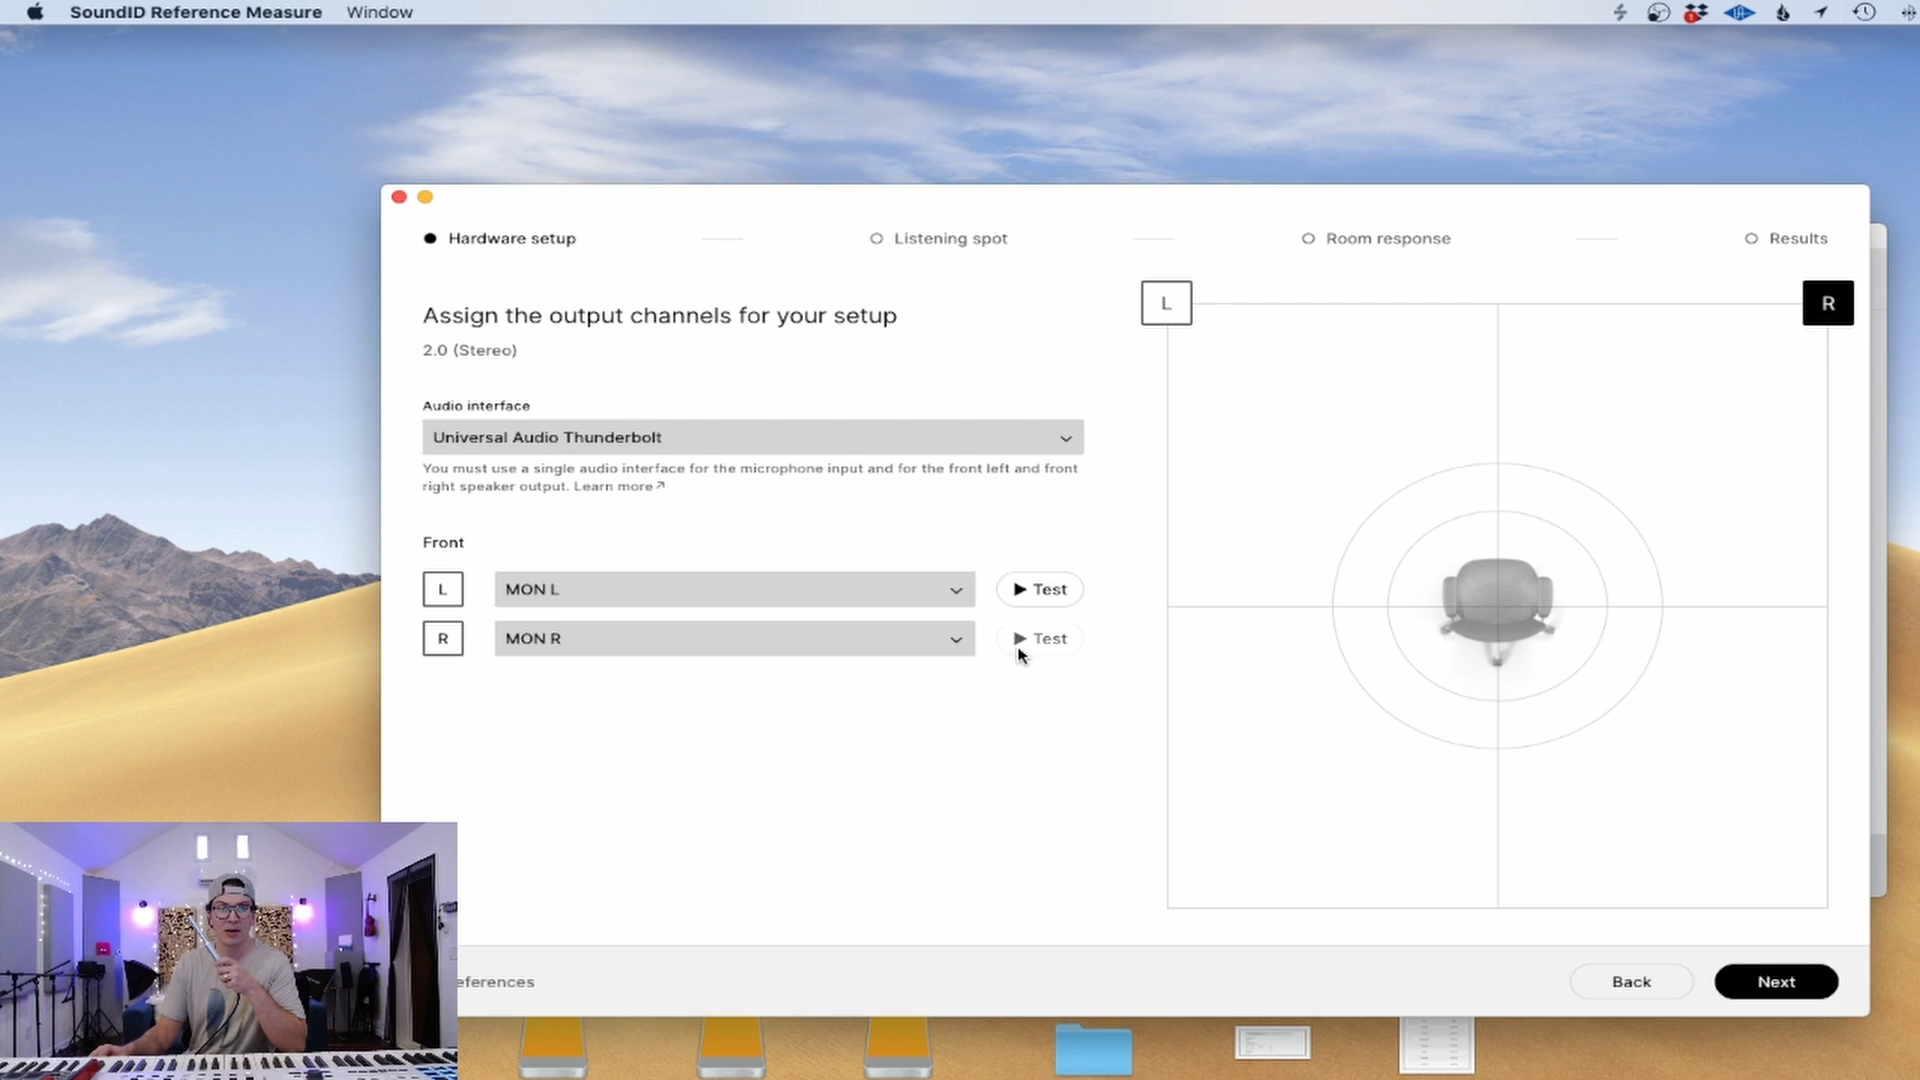 SoundID Reference Measure Window
Hardware setup
Listening spot
Room response
Results
Assign the output channels for your setup
2.0 (Stereo)
Audio interface
Universal Audio Thunderbolt
You must use a single audio interface for the microphone input and for the front left and front
right speaker output. Learn more↗
Front
L MON L Test
R MON R Test
L
R
eferences
Back
Next